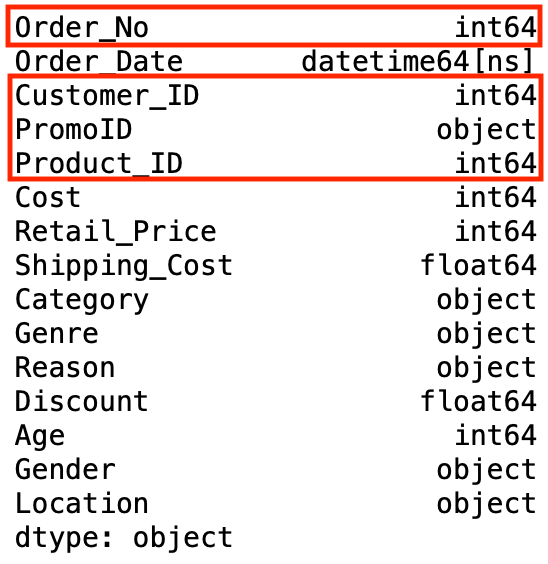 Order_No int64
Order_Date datetime64[ns]
Customer_ID int64
PromoID object
Product_ID int64
Cost int64
Retail_Price int64
Shipping_Cost float64
Category object
Genre object
Reason object
Discount float64
Age int64
Gender object
Location object
dtype: object